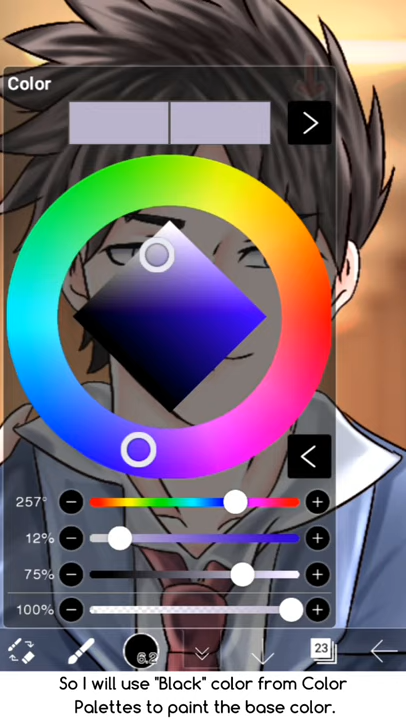 Color
257°
12%
75%
100%
6.2
23
So I will use "Black" color from Color
Palettes to paint the base color.